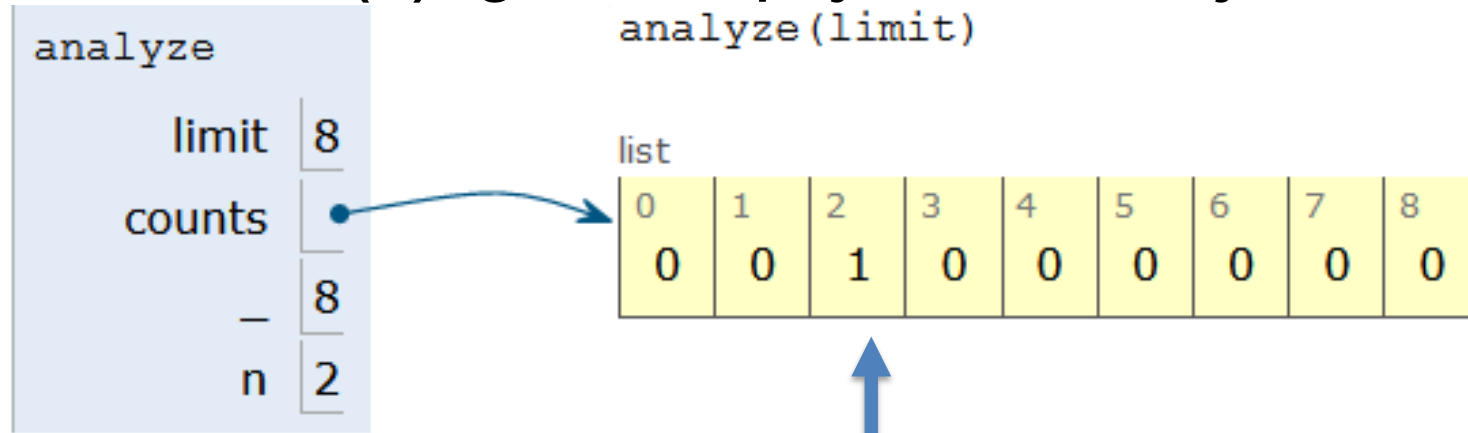 analyze
limit 8
counts
_ 8
n 2
analyze(limit)
list
0 1 2 3 4 5 6 7 8
0 0 1 0 0 0 0 0 0